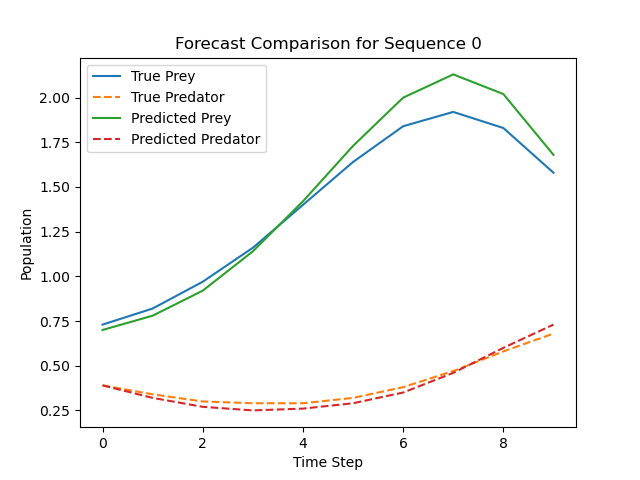 Forecast Comparison for Sequence 0
True Prey
True Predator
Predicted Prey
Predicted Predator
Population
2.00
1.75
1.50
1.25
1.00
0.75
0.50
0.25
0 2 4 6 8
Time Step